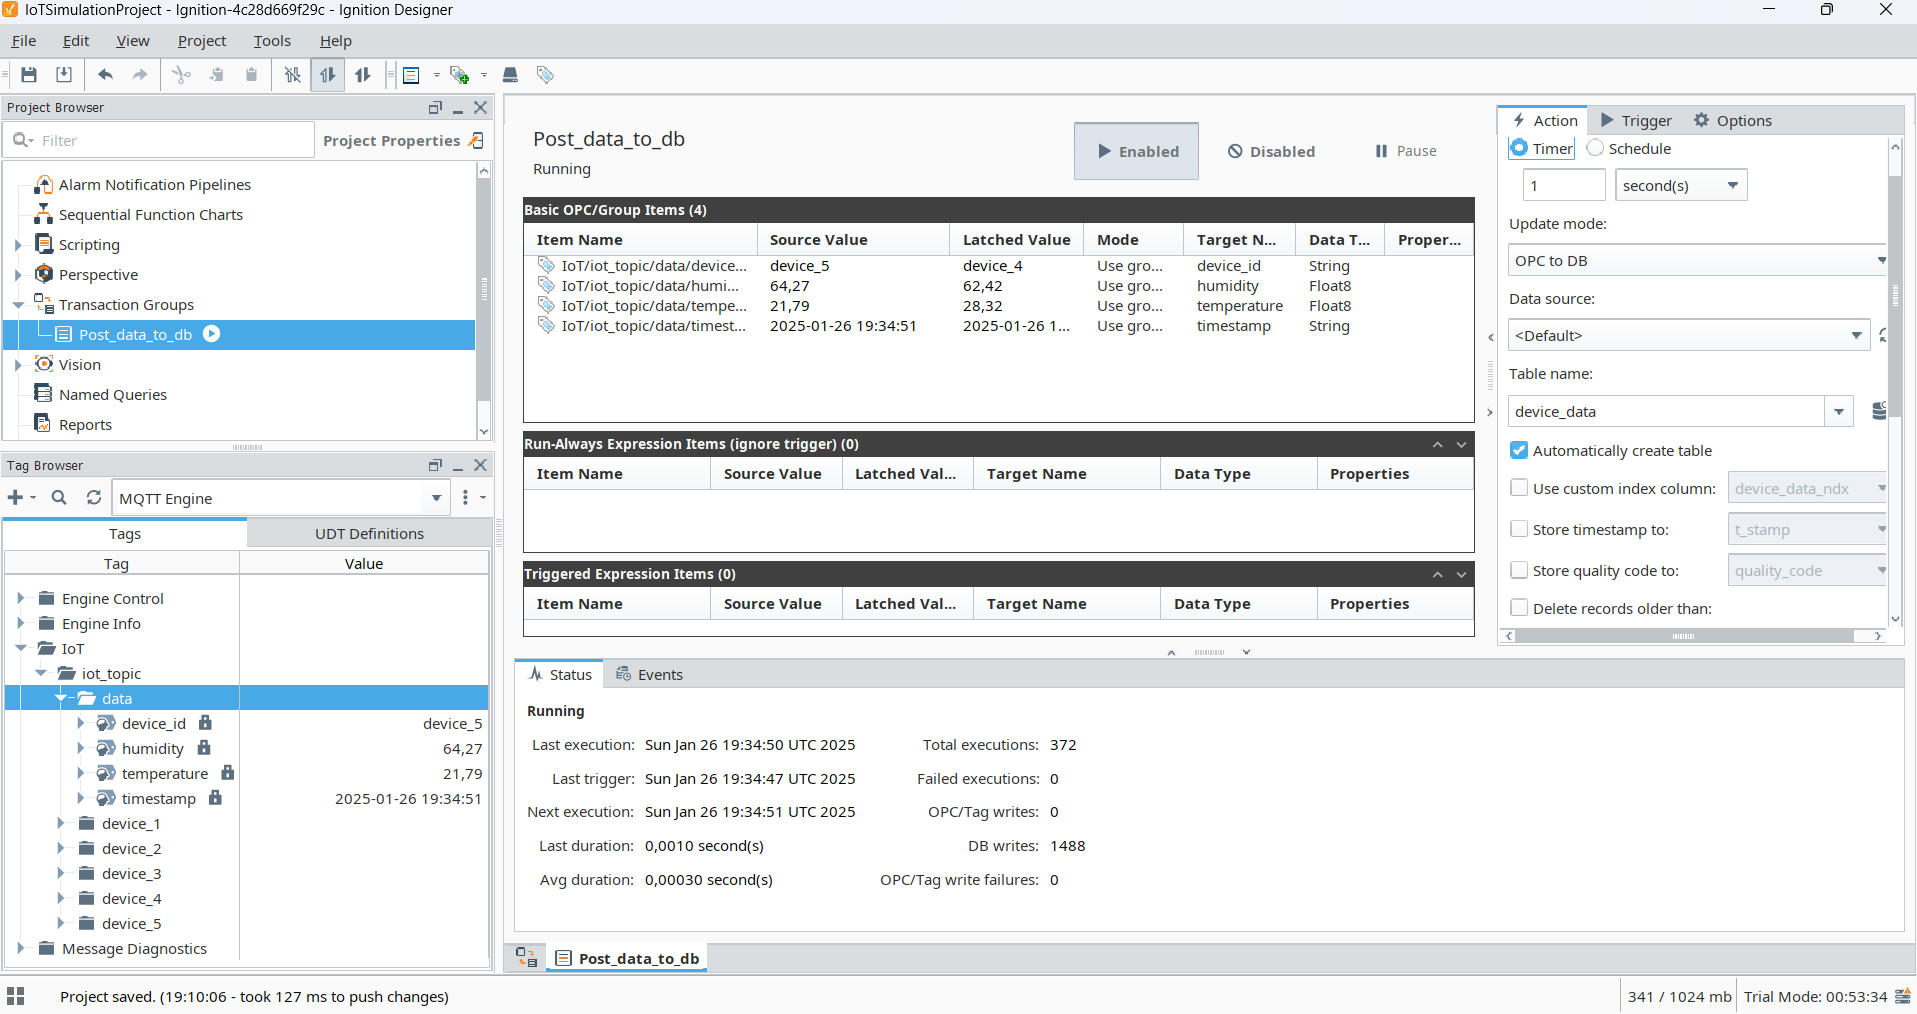 IoTSimulationProject - Ignition-4c28d669f29c - Ignition Designer
File Edit View Project Tools Help
Project Browser
Filter
Project Properties
Alarm Notification Pipelines
Sequential Function Charts
Scripting
Perspective
Transaction Groups
Post_data_to_db
Vision
Named Queries
Reports
Tag Browser
MQTT Engine
Tags UDT Definitions
Tag Value
Engine Control
Engine Info
IoT
iot_topic
data
device_id device_5
humidity 64,27
temperature 21,79
timestamp 2025-01-26 19:34:51
device_1
device_2
device_3
device_4
device_5
Message Diagnostics
Post_data_to_db
Running
Enabled Disabled Pause
Basic OPC/Group Items (4)
Item Name Source Value Latched Value Mode Target N... Data T... Proper...
IoT/iot_topic/data/device... device_5 device_4 Use gro... device_id String
IoT/iot_topic/data/humi... 64,27 62,42 Use gro... humidity Float8
IoT/iot_topic/data/tempe... 21,79 28,32 Use gro... temperature Float8
IoT/iot_topic/data/timest... 2025-01-26 19:34:51 2025-01-26 1... Use gro... timestamp String
Run-Always Expression Items (ignore trigger) (0)
Item Name Source Value Latched Val... Target Name Data Type Properties
Triggered Expression Items (0)
Item Name Source Value Latched Val... Target Name Data Type Properties
Action Trigger Options
Timer Schedule
1 second(s)
Update mode:
OPC to DB
Data source:
<Default>
Table name:
device_data
Automatically create table
Use custom index column: device_data_ndx
Store timestamp to: t_stamp
Store quality code to: quality_code
Delete records older than:
Status Events
Running
Last execution: Sun Jan 26 19:34:50 UTC 2025 Total executions: 372
Last trigger: Sun Jan 26 19:34:47 UTC 2025 Failed executions: 0
Next execution: Sun Jan 26 19:34:51 UTC 2025 OPC/Tag writes: 0
Last duration: 0,0010 second(s) DB writes: 1488
Avg duration: 0,00030 second(s) OPC/Tag write failures: 0
Post_data_to_db
Project saved. (19:10:06 - took 127 ms to push changes) 341 / 1024 mb Trial Mode: 00:53:34